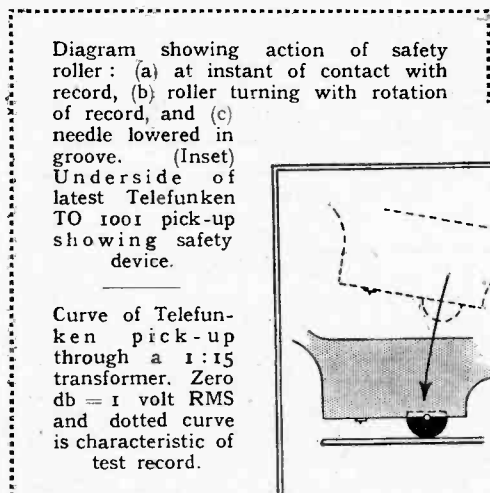 Diagram showing action of safety
roller : (a) at instant of contact with
record, (b) roller turning with rotation
of record, and (c)
needle lowered in
groove. (Inset)
Underside of
latest Telefunken
TO 1001 pick-up
showing safety
device.
Curve of Telefun-
ken pick-up
through a 1:15
transformer. Zero
db = 1 volt RMS
and dotted curve
is characteristic of
test record.